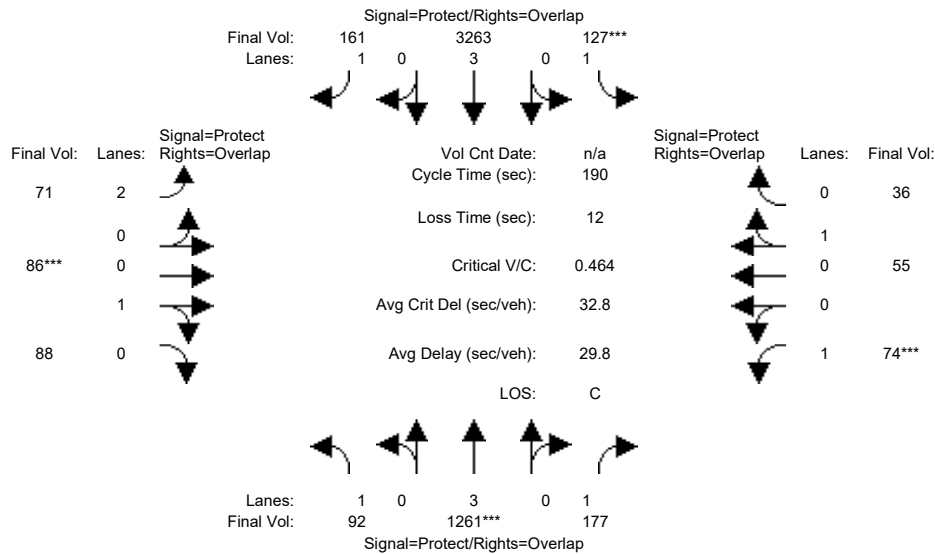 Signal=Protect/Rights=Overlap
Final Vol: 161 3263 127***
Lanes: 1 0 3 0 1
Signal=Protect Signal=Protect
Final Vol: Lanes: Rights=Overlap Vol Cnt Date: n/a Rights=Overlap Lanes: Final Vol:
Cycle Time (sec): 190
71 2 0 36
Loss Time (sec): 12
0 1
86*** 0 Critical V/C: 0.464 0 55
1 Avg Crit Del (sec/veh): 32.8 0
88 0 Avg Delay (sec/veh): 29.8 1 74***
LOS: C
Lanes: 1 0 3 0 1
Final Vol: 92 1261*** 177
Signal=Protect/Rights=Overlap